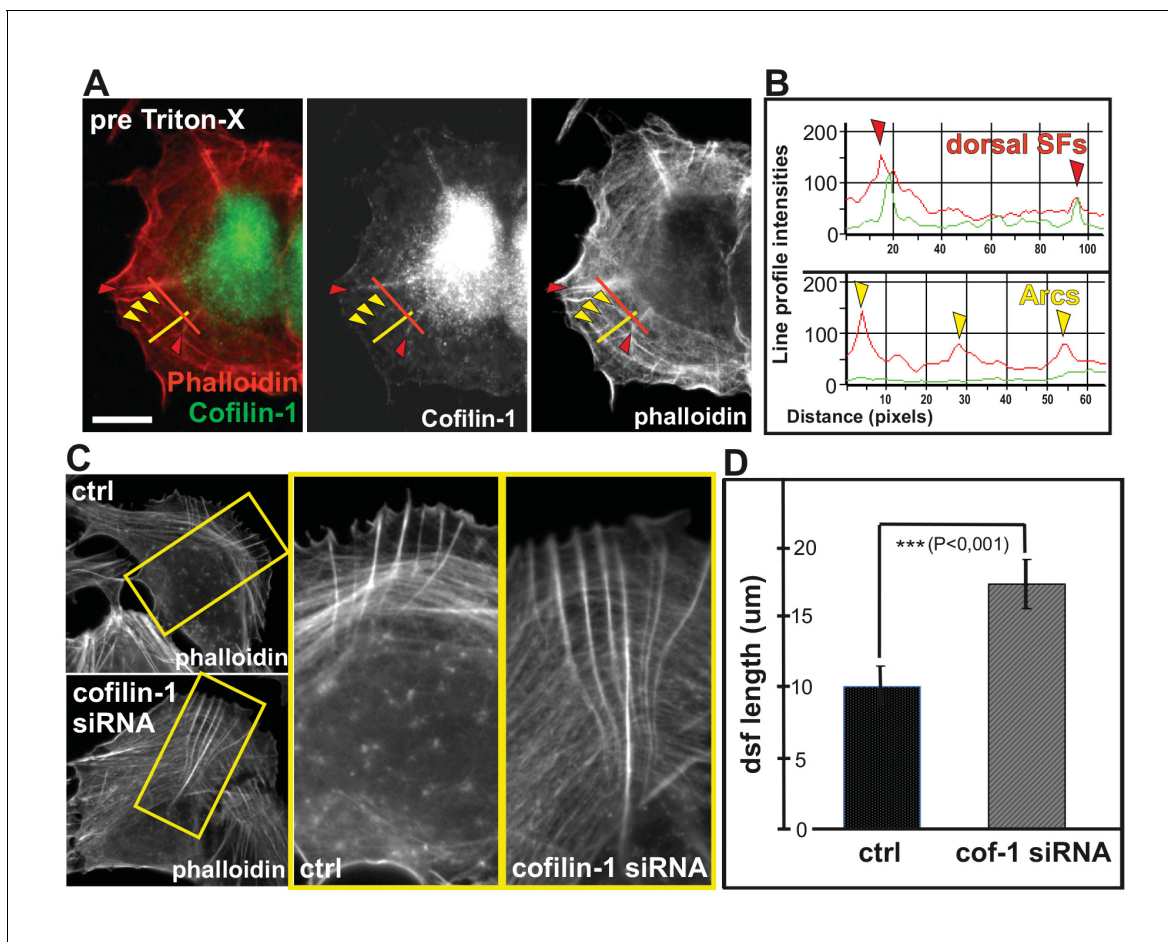 A
pre Triton-X
Phalloidin
Cofilin-1
Cofilin-1
phalloidin
B
Line profile intensities
200
100
0
dorsal SFs
20
40
60
80
100
200
100
0
Arcs
10
20
30
40
50
60
Distance (pixels)
C
ctrl
phalloidin
cofilin-1
siRNA
phalloidin
ctrl
cofilin-1 siRNA
D
dsf length (um)
20
15
10
5
0
***(P<0,001)
ctrl
cof-1 siRNA